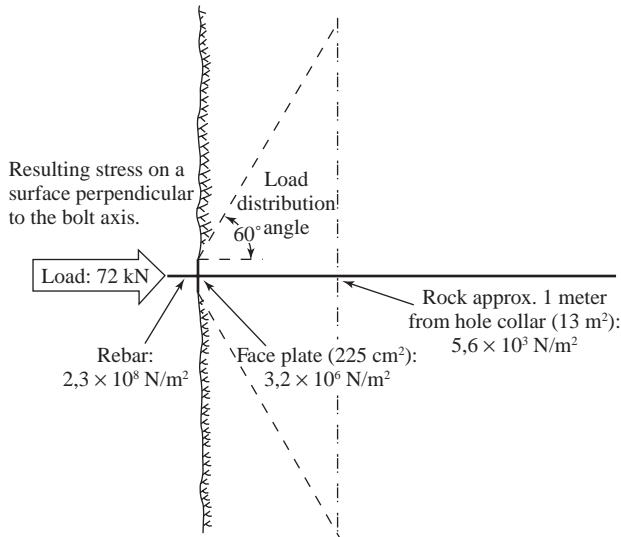 Resulting stress on a
surface perpendicular
to the bolt axis.
Load
distribution
angle
60°
Load: 72 kN
Rock approx. 1 meter
from hole collar (13 m²):
5,6 × 10³ N/m²
Rebar:
2,3 × 10⁸ N/m²
Face plate (225 cm²):
3,2 × 10⁶ N/m²